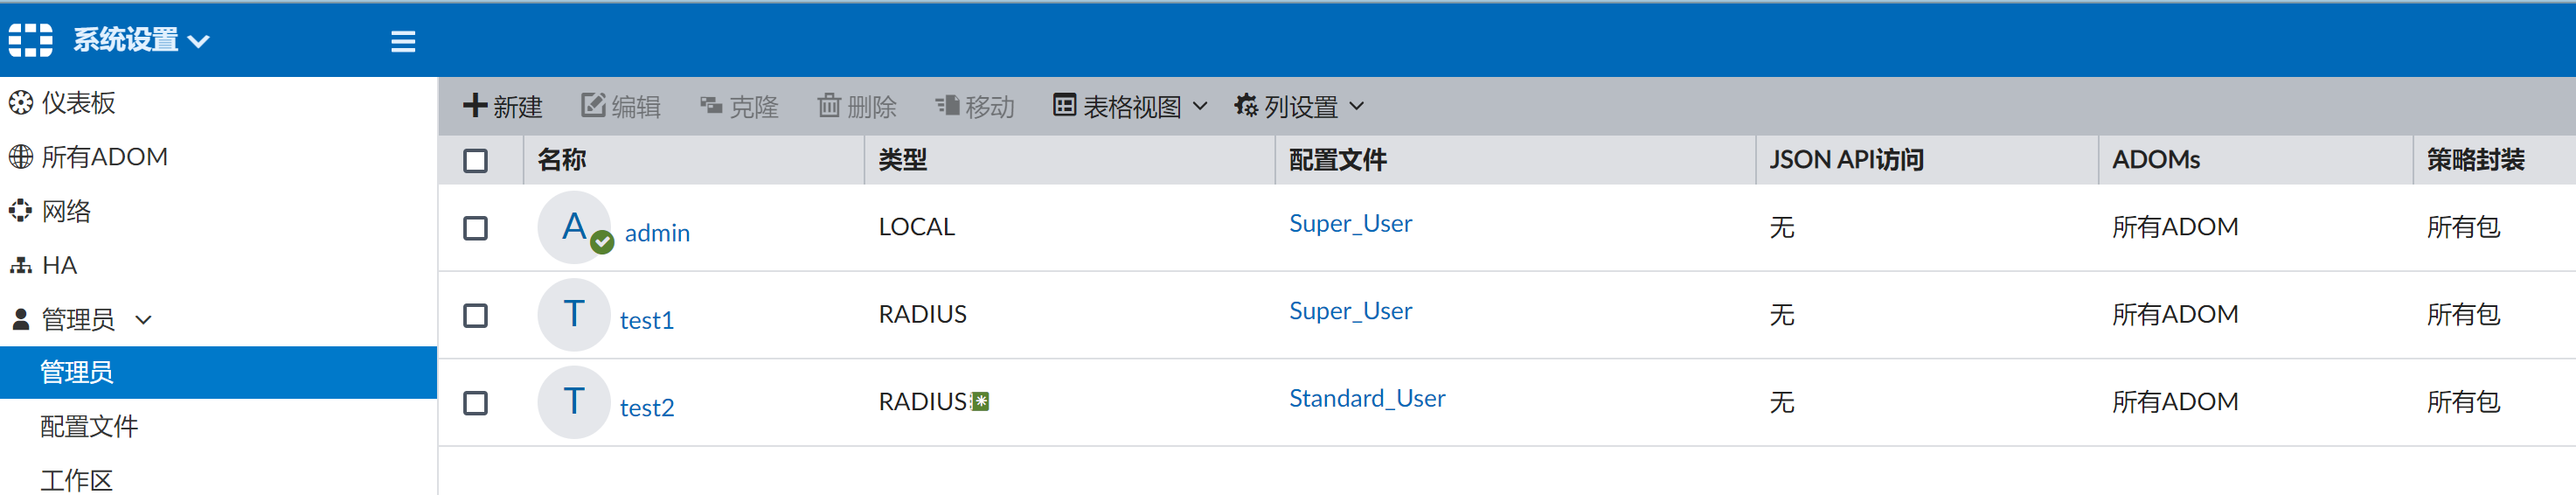 系统设置
仪表板
所有ADOM
网络
HA
管理员
管理员
配置文件
工作区
新建 编辑 克隆 删除 移动 表格视图 列设置
名称 类型 配置文件 JSON API访问 ADOMs 策略封装
A admin LOCAL Super_User 无 所有ADOM 所有包
T test1 RADIUS Super_User 无 所有ADOM 所有包
T test2 RADIUS Standard_User 无 所有ADOM 所有包